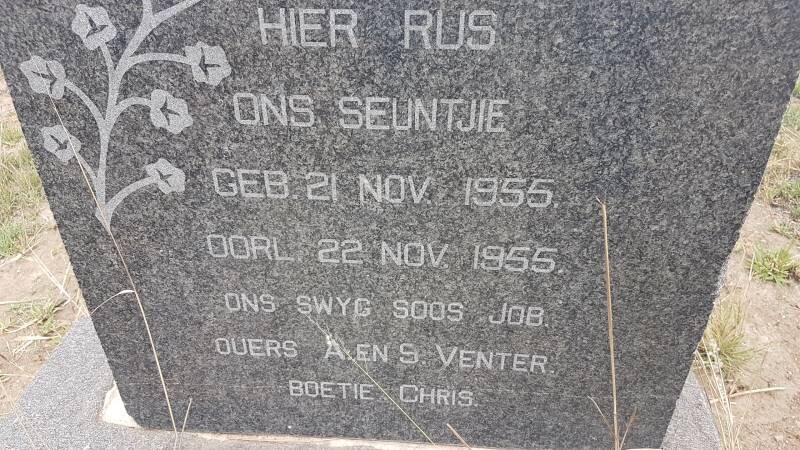 HIER RUS
ONS SEUNTJIE
GEB. 21 NOV. 1955.
OORL. 22 NOV. 1955.
ONS SWYG SOOS JOB.
OUERS A. EN S. VENTER.
BOETIE CHRIS.